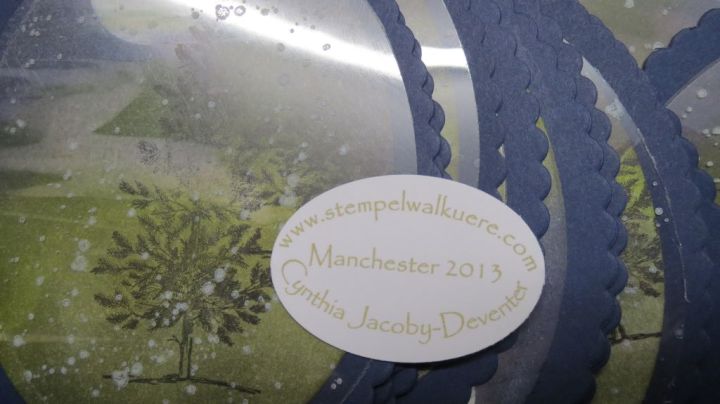 www.stempelwalkuere.com
Manchester 2013
Cynthia Jacoby-Deventer